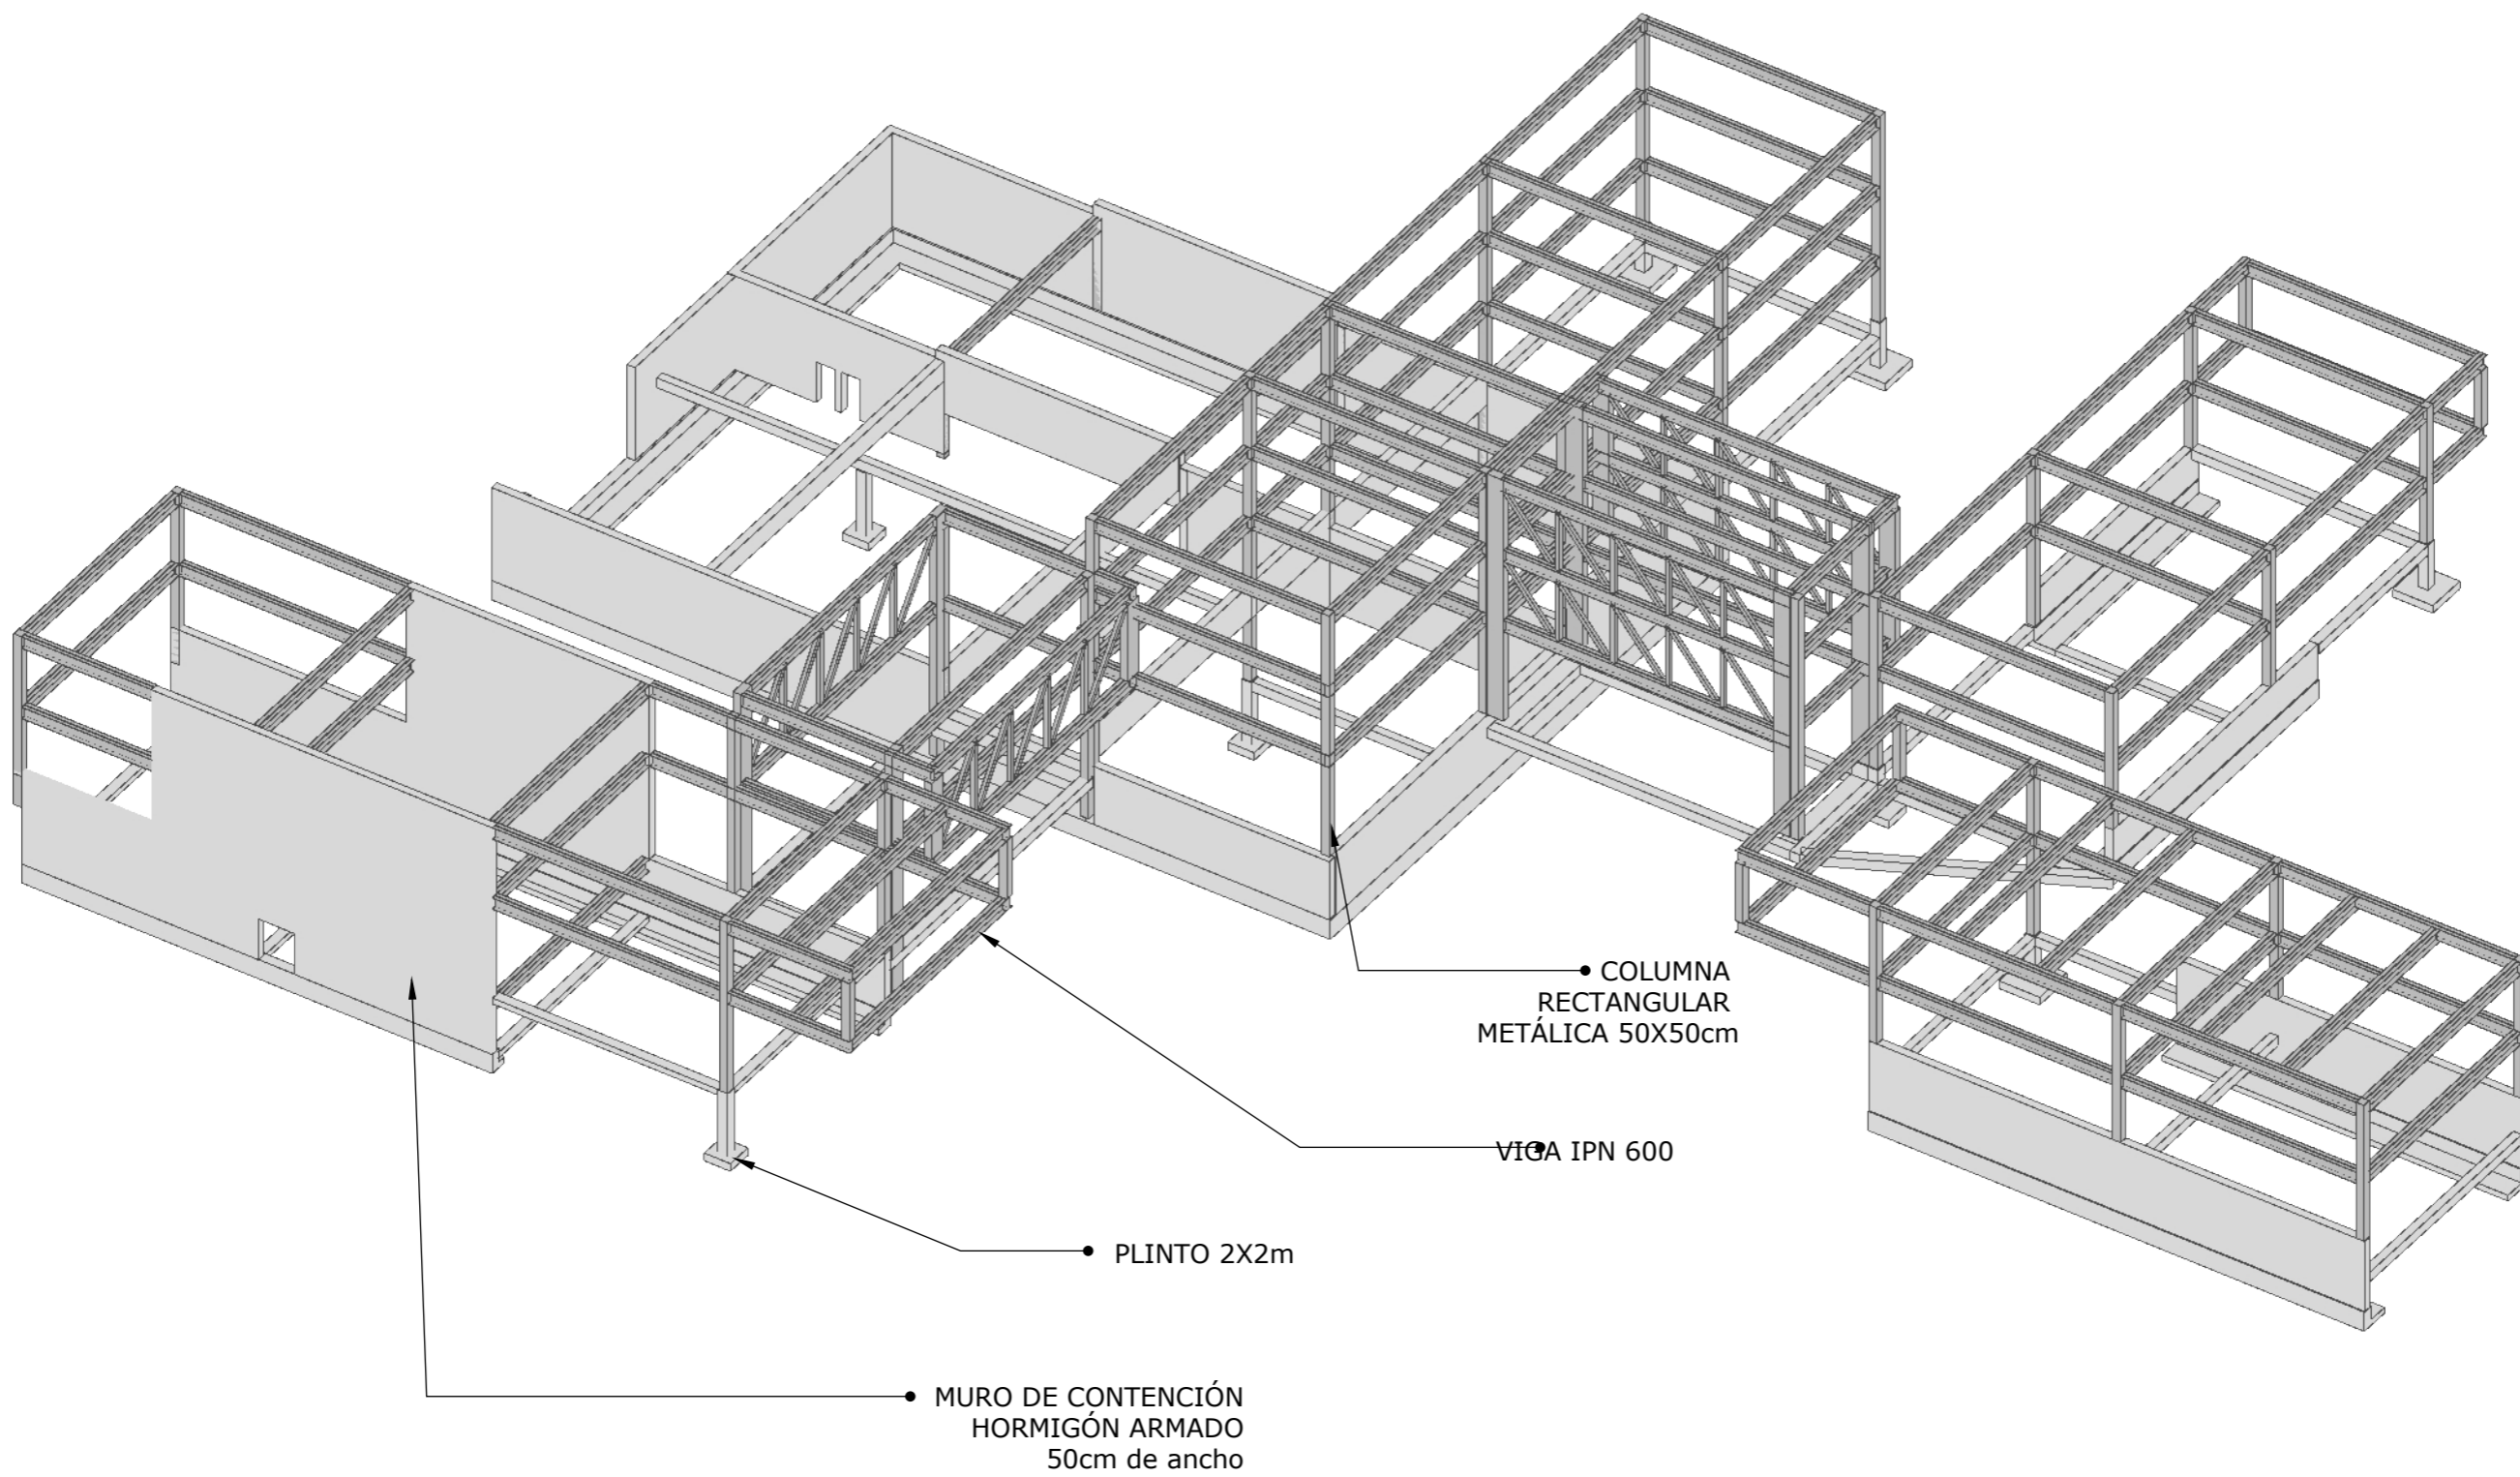 COLUMNA
RECTANGULAR
METÁLICA 50X50cm
VIGA IPN 600
PLINTO 2X2m
MURO DE CONTENCIÓN
HORMIGÓN ARMADO
50cm de ancho